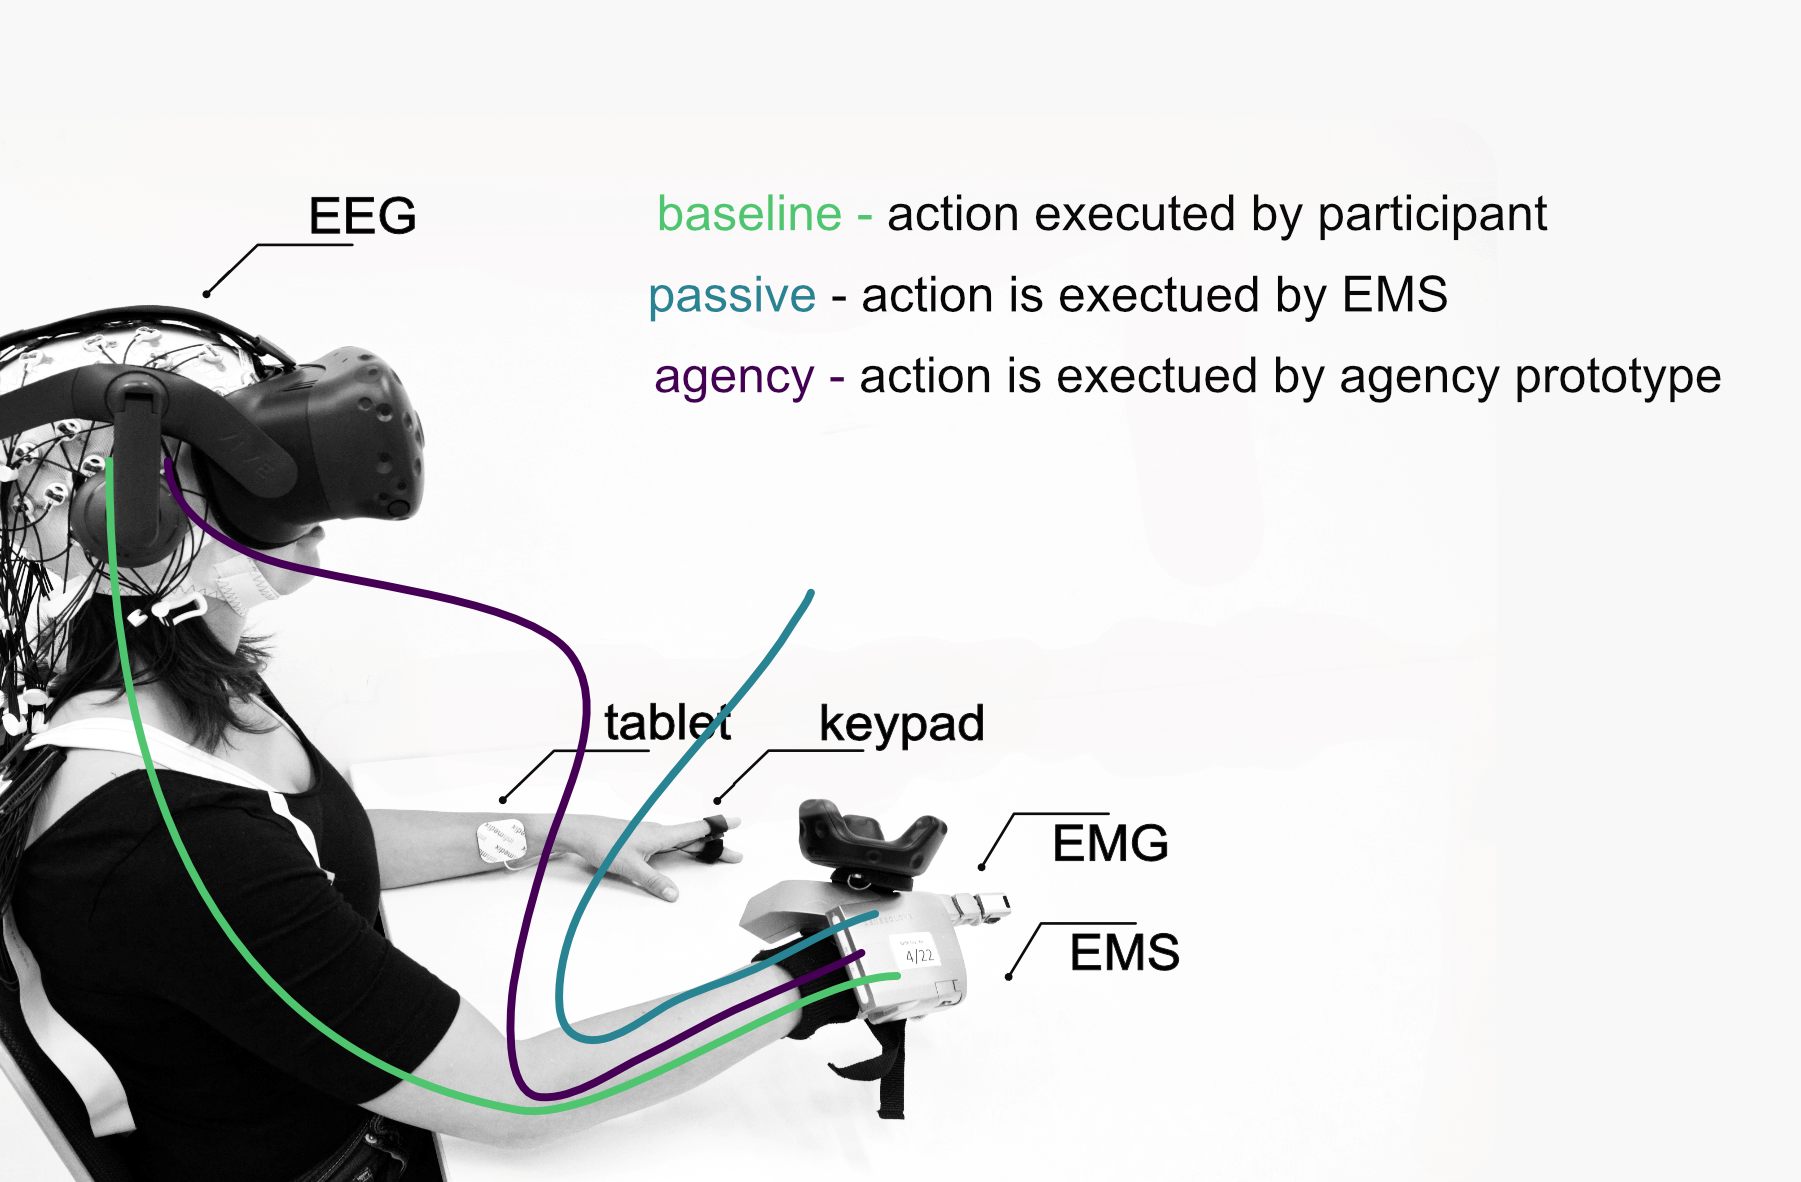 EEG
baseline - action executed by participant
passive - action is exectued by EMS
agency - action is exectued by agency prototype
tablet
keypad
EMG
EMS
4/22